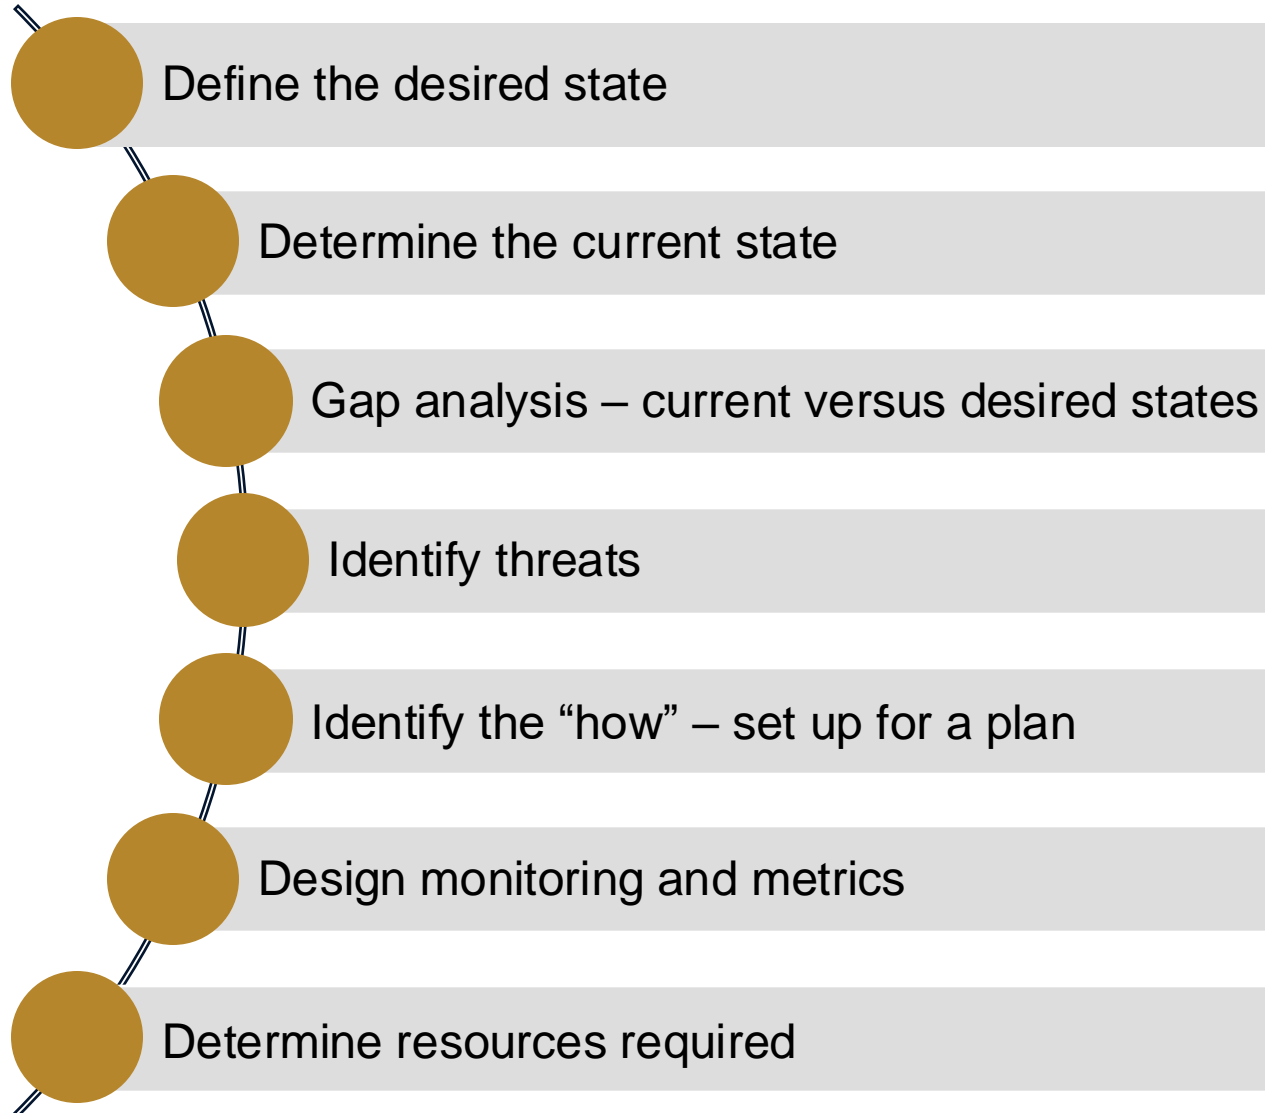 Define the desired state
Determine the current state
Gap analysis – current versus desired states
Identify threats
Identify the “how” – set up for a plan
Design monitoring and metrics
Determine resources required